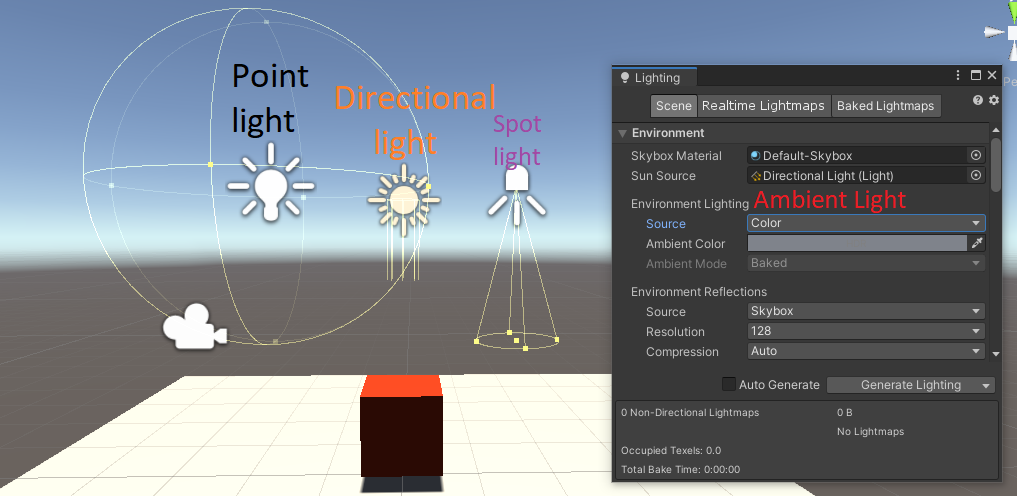 Point
light
Directional
light
Spot
light
Lighting
Scene Realtime Lightmaps Baked Lightmaps
Environment
Skybox Material Default-Skybox
Sun Source Directional Light (Light)
Environment Lighting Ambient Light
Source Color
Ambient Color
Ambient Mode Baked
Environment Reflections
Source Skybox
Resolution 128
Compression Auto
Auto Generate Generate Lighting
0 Non-Directional Lightmaps 0 B
No Lightmaps
Occupied Texels: 0.0
Total Bake Time: 0:00:00